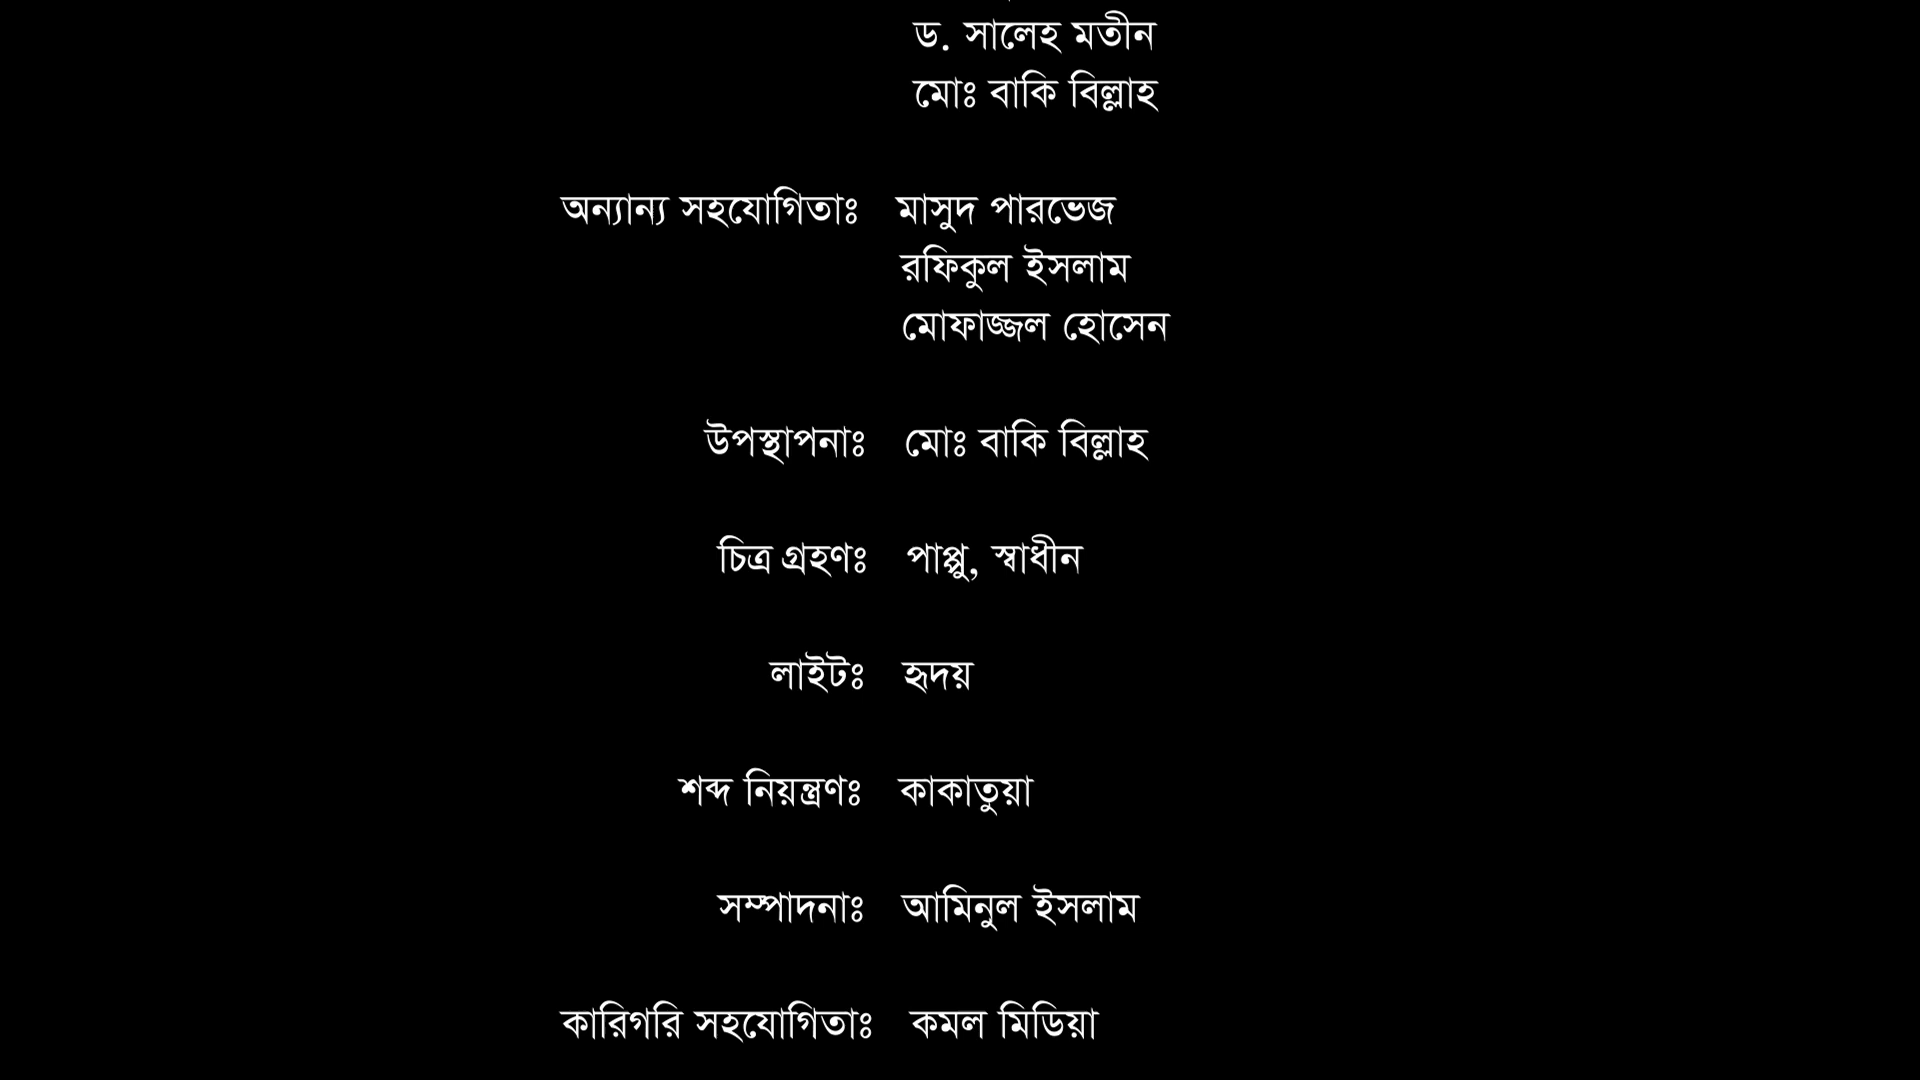 ড. সালেহ মতীন
মোঃ বাকি বিল্লাহ
অন্যান্য সহযোগিতাঃ মাসুদ পারভেজ
রফিকুল ইসলাম
মোফাজ্জল হোসেন
উপস্থাপনাঃ মোঃ বাকি বিল্লাহ
চিত্র গ্রহণঃ পাপ্পু, স্বাধীন
লাইটঃ হৃদয়
শব্দ নিয়ন্ত্রণঃ কাকাতুয়া
সম্পাদনাঃ আমিনুল ইসলাম
কারিগরি সহযোগিতাঃ কমল মিডিয়া